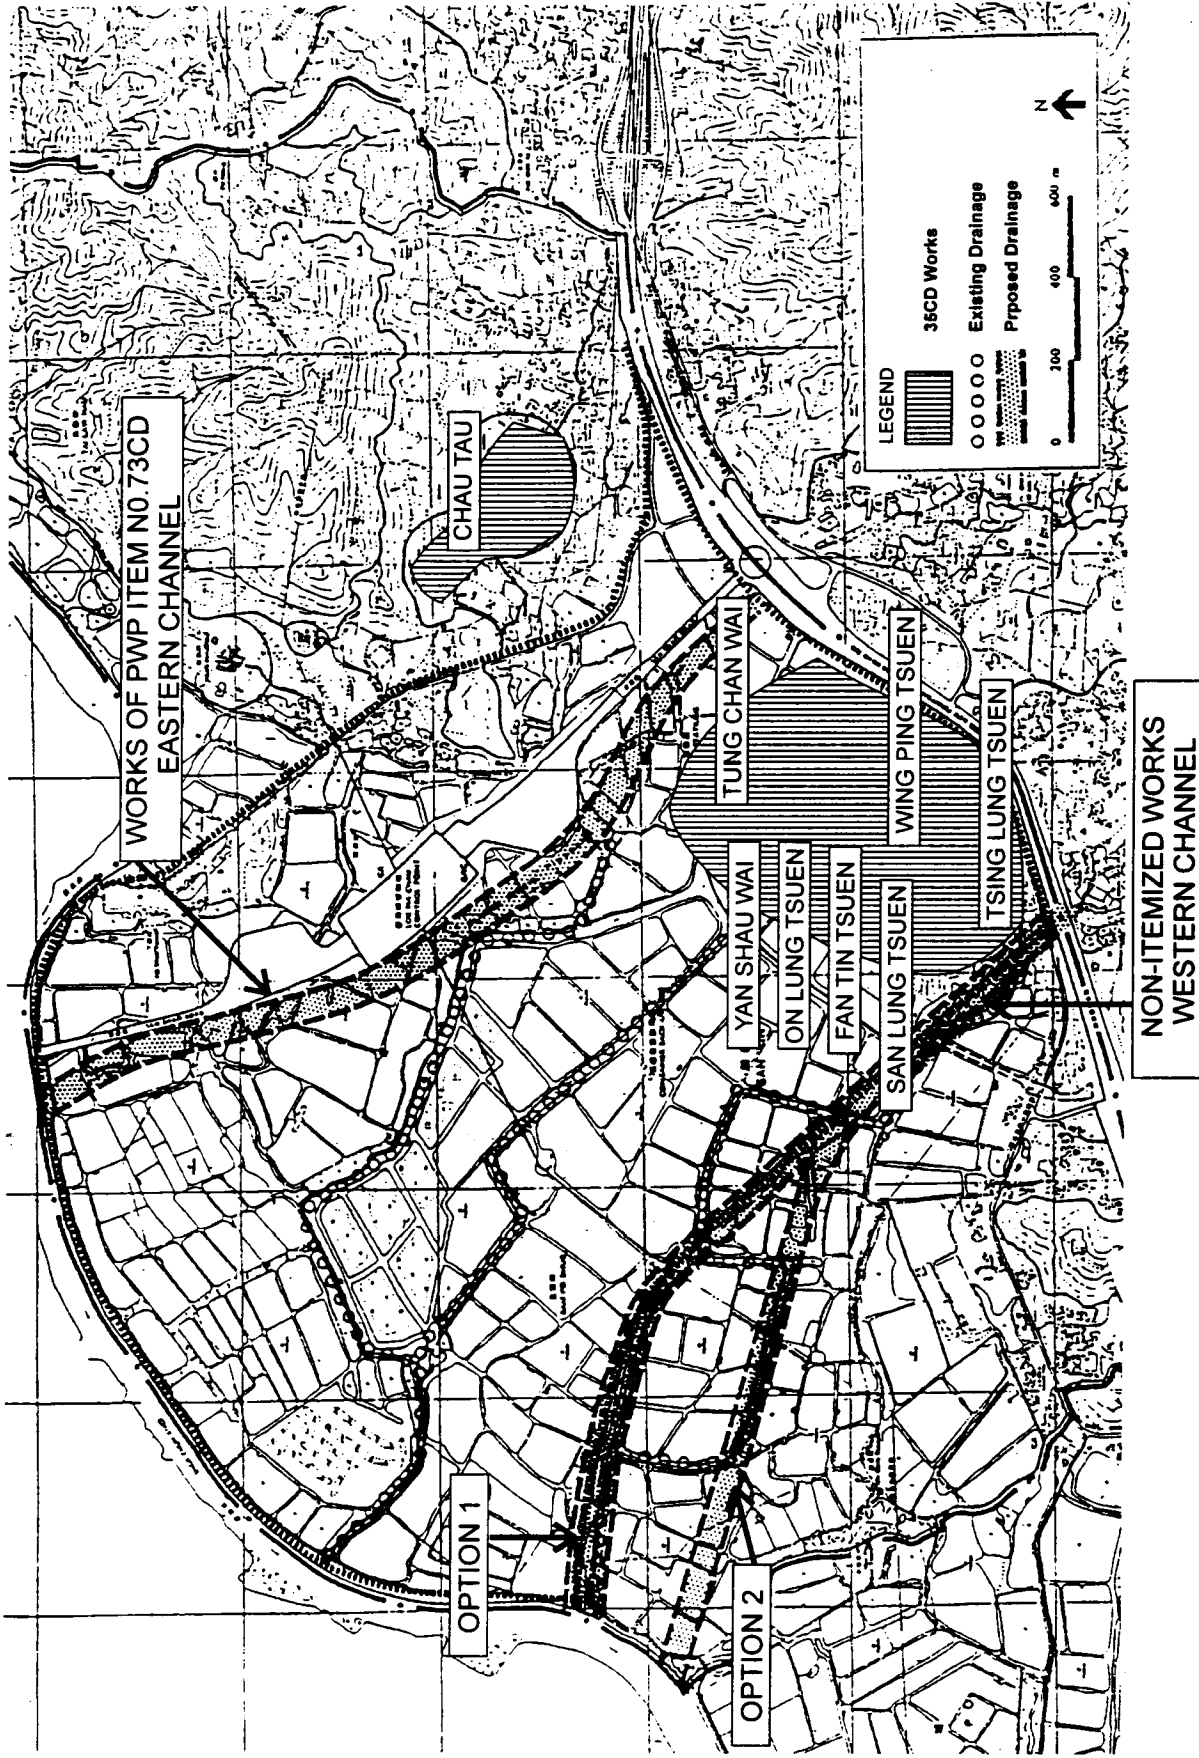 WORKS OF PWP ITEM NO 73CD
EASTERN CHANNEL
CHAU TAU
LEGEND
36CD Works
Existing Drainage
Prpposed Drainage
0 200 400 600 m
N
TUNG CHAN WAI
WING PING TSUEN
TSING LUNG TSUEN
YAN SHAU WAI
ON LUNG TSUEN
FAN TIN TSUEN
SAN LUNG TSUEN
OPTION 1
OPTION 2
NON-ITEMIZED WORKS
WESTERN CHANNEL